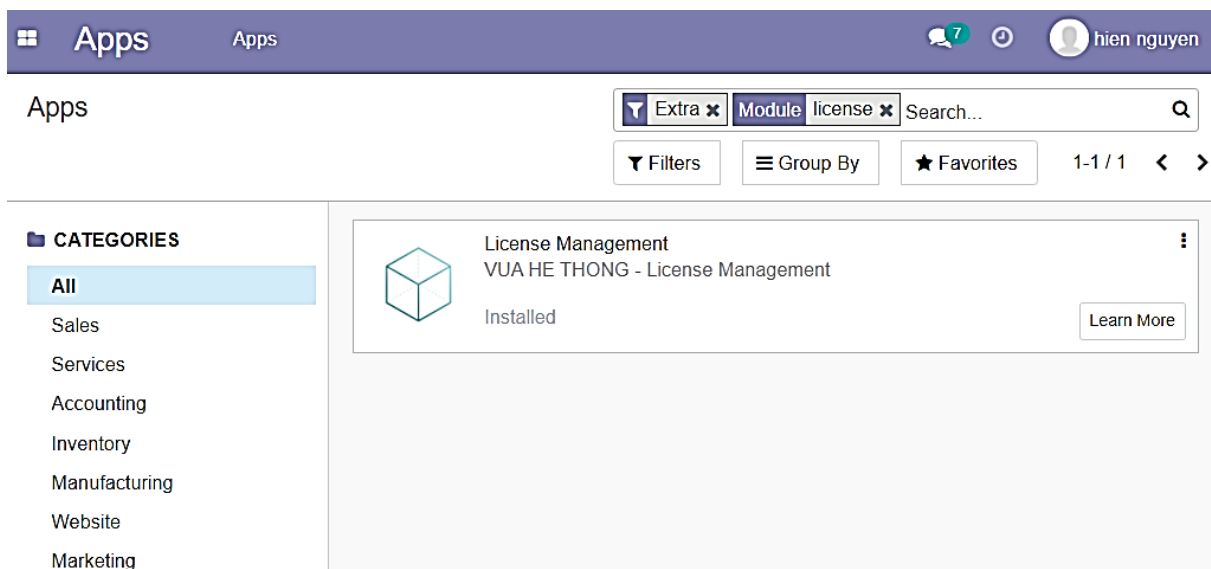 Apps Apps 7 hien nguyen
Apps
Extra Module license Search...
Filters Group By Favorites 1-1 / 1
CATEGORIES
All
Sales
Services
Accounting
Inventory
Manufacturing
Website
Marketing
License Management
VUA HE THONG - License Management
Installed
Learn More